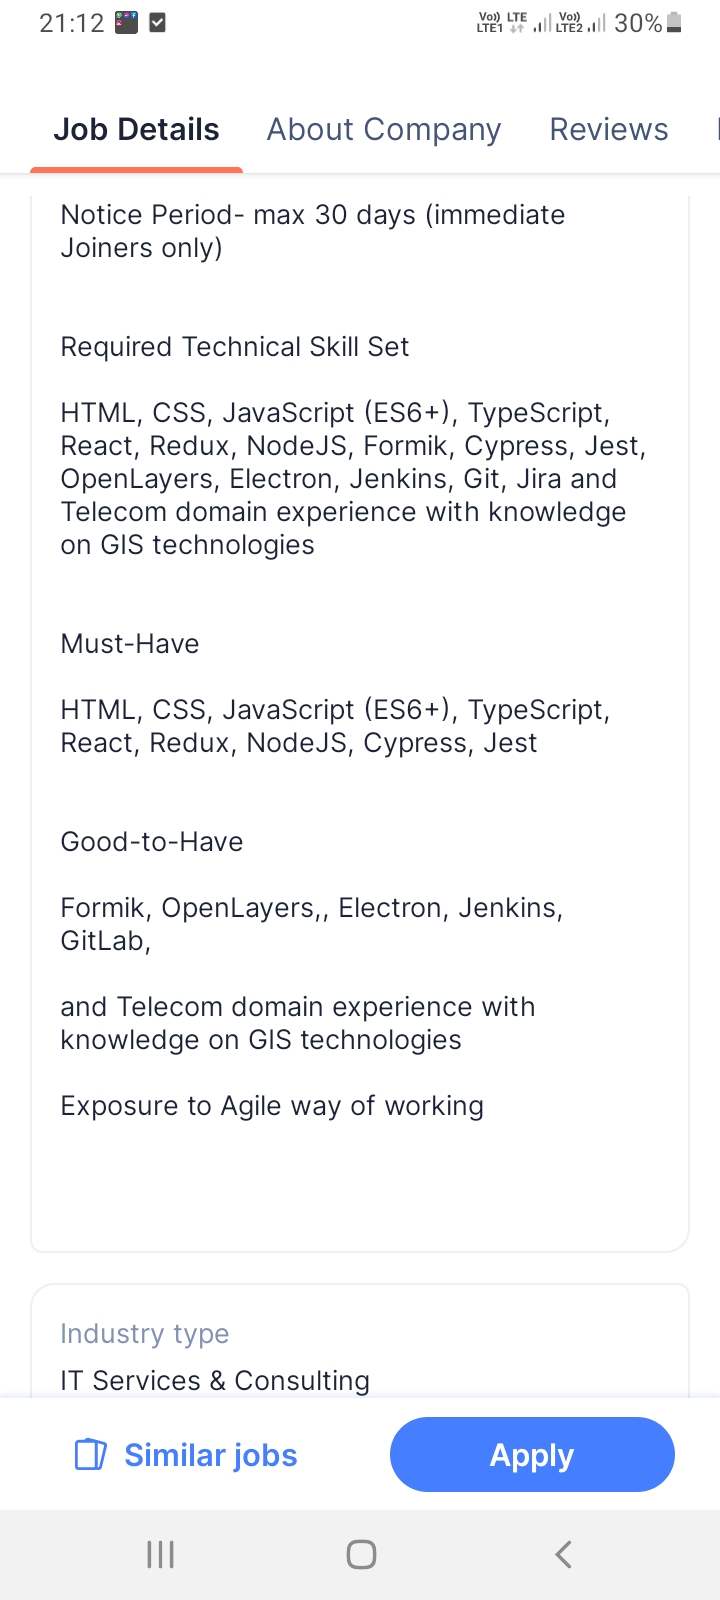 21:12
Vo)) LTE
LTE1
Vo))
LTE2
30%
Job Details
About Company
Reviews
Notice Period- max 30 days (immediate
Joiners only)
Required Technical Skill Set
HTML, CSS, JavaScript (ES6+), TypeScript,
React, Redux, NodeJS, Formik, Cypress, Jest,
OpenLayers, Electron, Jenkins, Git, Jira and
Telecom domain experience with knowledge
on GIS technologies
Must-Have
HTML, CSS, JavaScript (ES6+), TypeScript,
React, Redux, NodeJS, Cypress, Jest
Good-to-Have
Formik, OpenLayers,, Electron, Jenkins,
GitLab,
and Telecom domain experience with
knowledge on GIS technologies
Exposure to Agile way of working
Industry type
IT Services & Consulting
Similar jobs
Apply